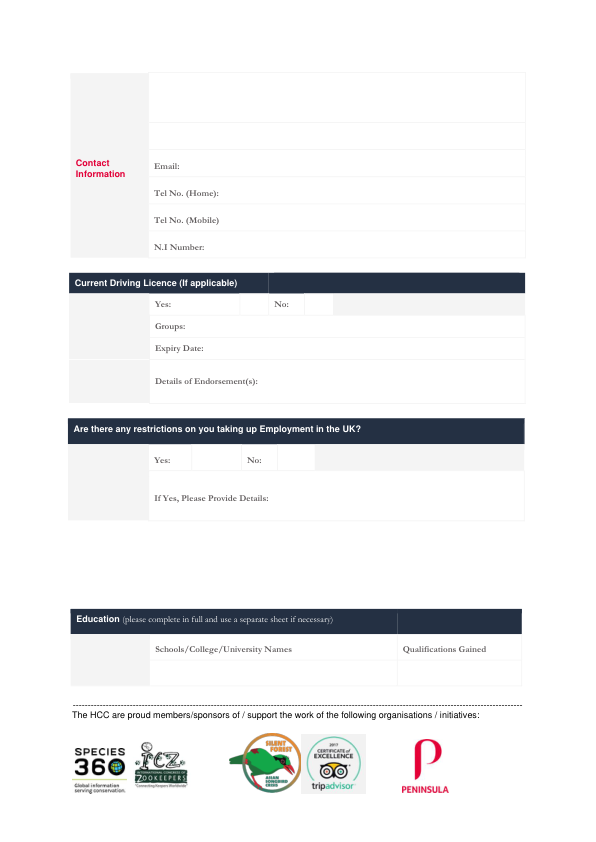 Contact
Information
Email:
Tel No. (Home):
Tel No. (Mobile)
N.I Number:
Current Driving Licence (If applicable)
Yes:
No:
Groups:
Expiry Date:
Details of Endorsement(s):
Are there any restrictions on you taking up Employment in the UK?
Yes:
No:
If Yes, Please Provide Details:
Education (please complete in full and use a separate sheet if necessary)
Schools/College/University Names
Qualifications Gained
The HCC are proud members/sponsors of / support the work of the following organisations / initiatives:
SPECIES
360
Global information
serving conservation.
icz
INTERNATIONAL CONGRESS OF
ZOOKEEPERS
"Connecting Keepers Worldwide"
SILENT
FOREST
ASIAN
SONGBIRD
CRISIS
2017
CERTIFICATE of
EXCELLENCE
tripadvisor
PENINSULA